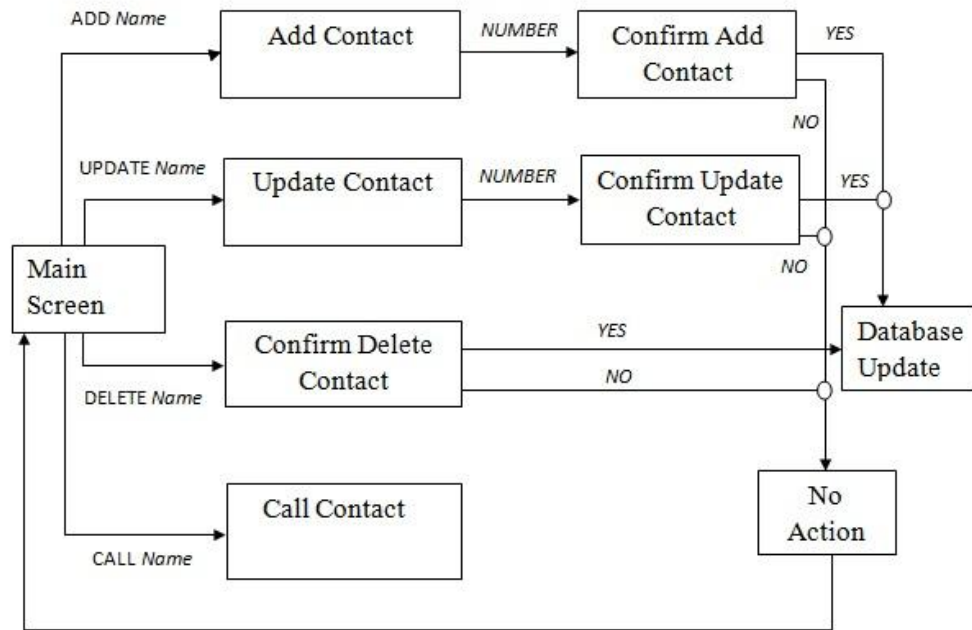 ADD Name
Add Contact
NUMBER
Confirm Add
Contact
YES
NO
UPDATE Name
Update Contact
NUMBER
Confirm Update
Contact
YES
NO
Main
Screen
Confirm Delete
Contact
YES
NO
Database
Update
DELETE Name
Call Contact
No
Action
CALL Name